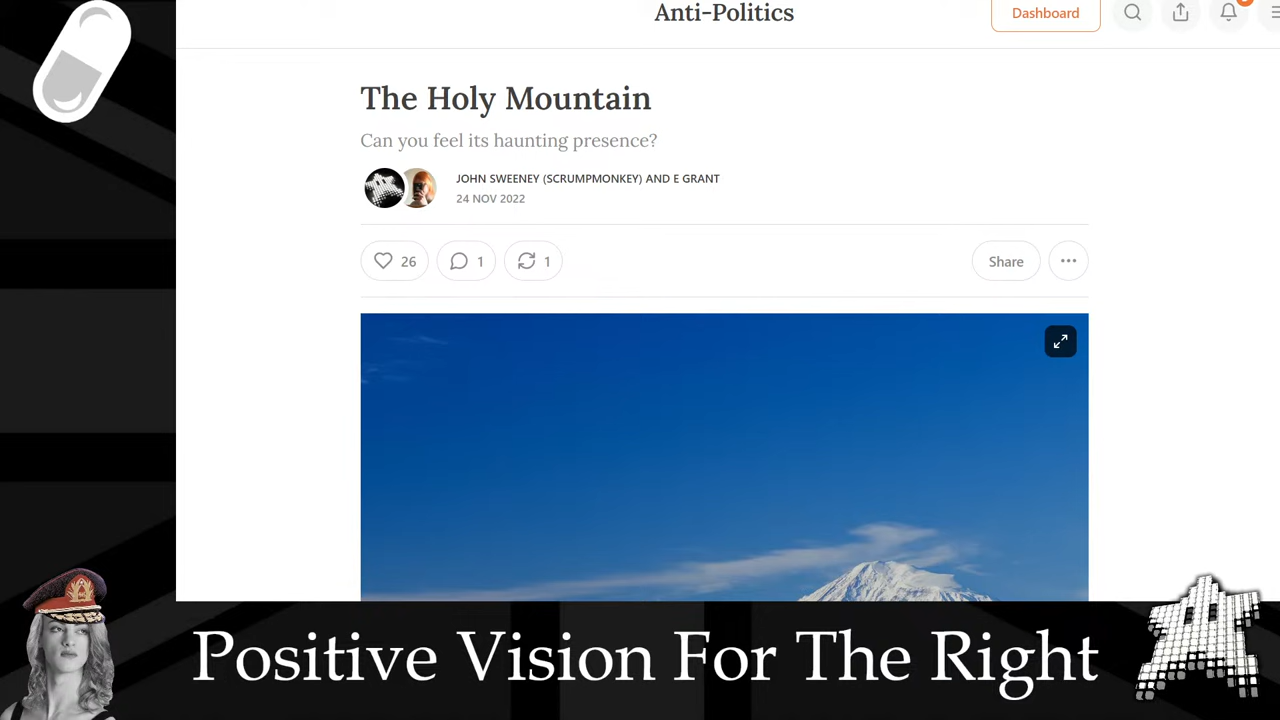 Anti-Politics
Dashboard
The Holy Mountain
Can you feel its haunting presence?
JOHN SWEENEY (SCRUMPMONKEY) AND E GRANT
24 NOV 2022
26
1
1
Share
Positive Vision For The Right